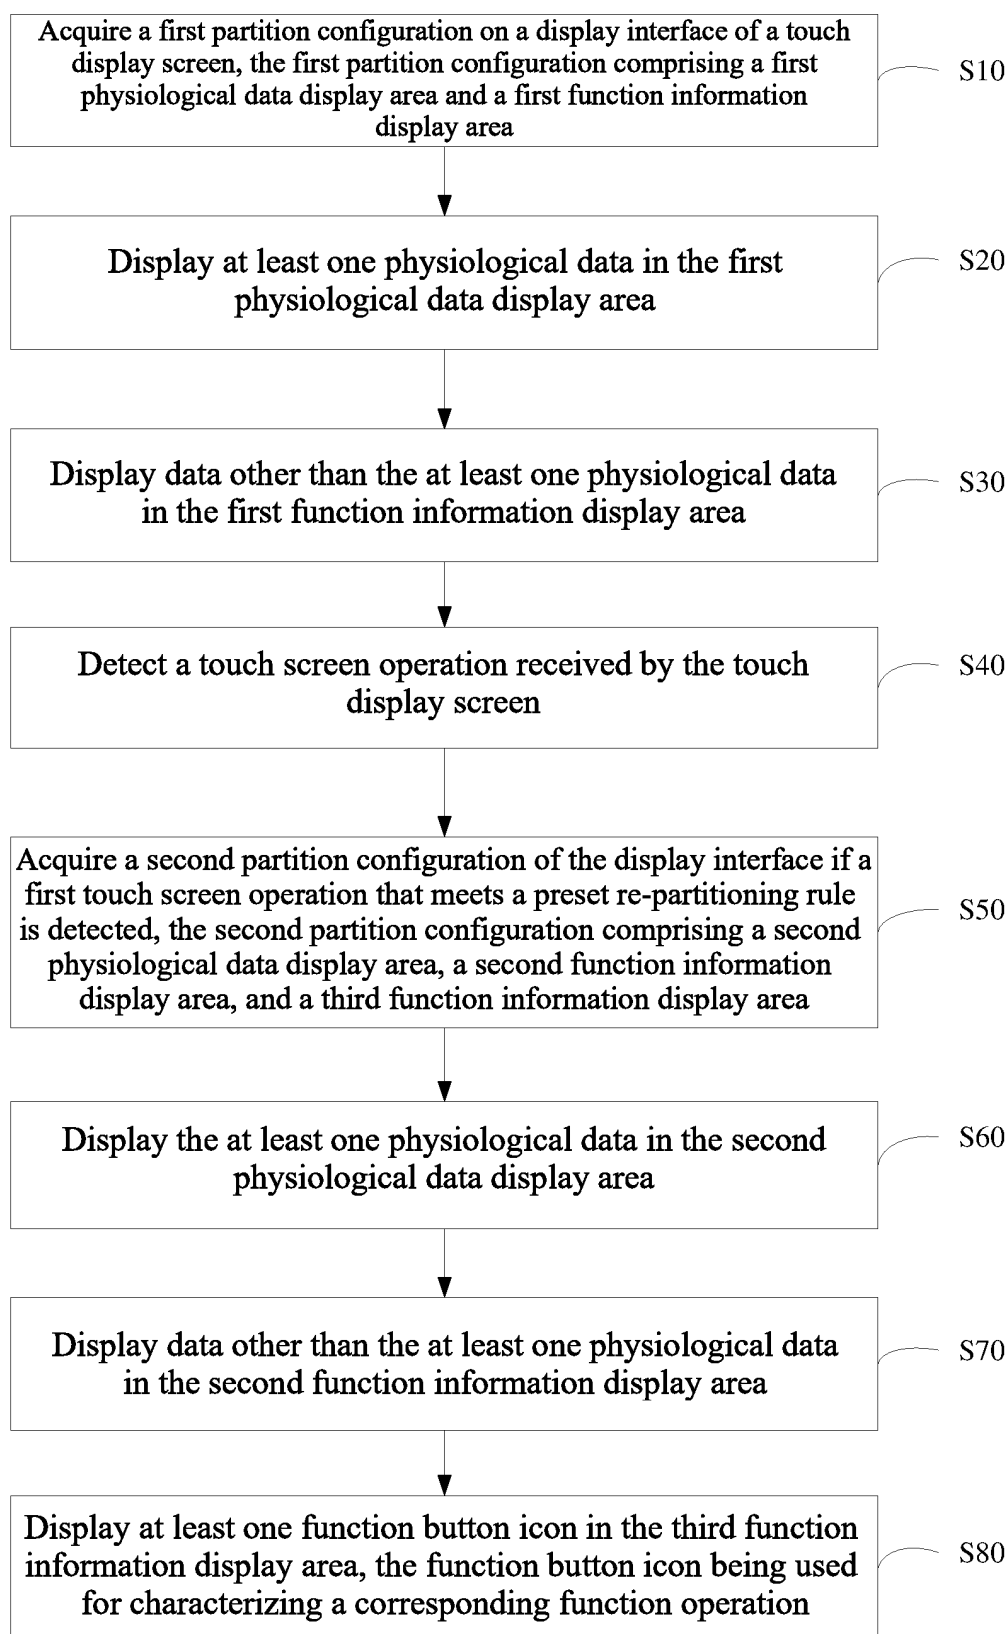 Acquire a first partition configuration on a display interface of a touch
display screen, the first partition configuration comprising a first
physiological data display area and a first function information
display area
S10
Display at least one physiological data in the first
physiological data display area
S20
Display data other than the at least one physiological data
in the first function information display area
S30
Detect a touch screen operation received by the touch
display screen
S40
Acquire a second partition configuration of the display interface if a
first touch screen operation that meets a preset re-partitioning rule
is detected, the second partition configuration comprising a second
physiological data display area, a second function information
display area, and a third function information display area
S50
Display the at least one physiological data in the second
physiological data display area
S60
Display data other than the at least one physiological data
in the second function information display area
S70
Display at least one function button icon in the third function
information display area, the function button icon being used
for characterizing a corresponding function operation
S80